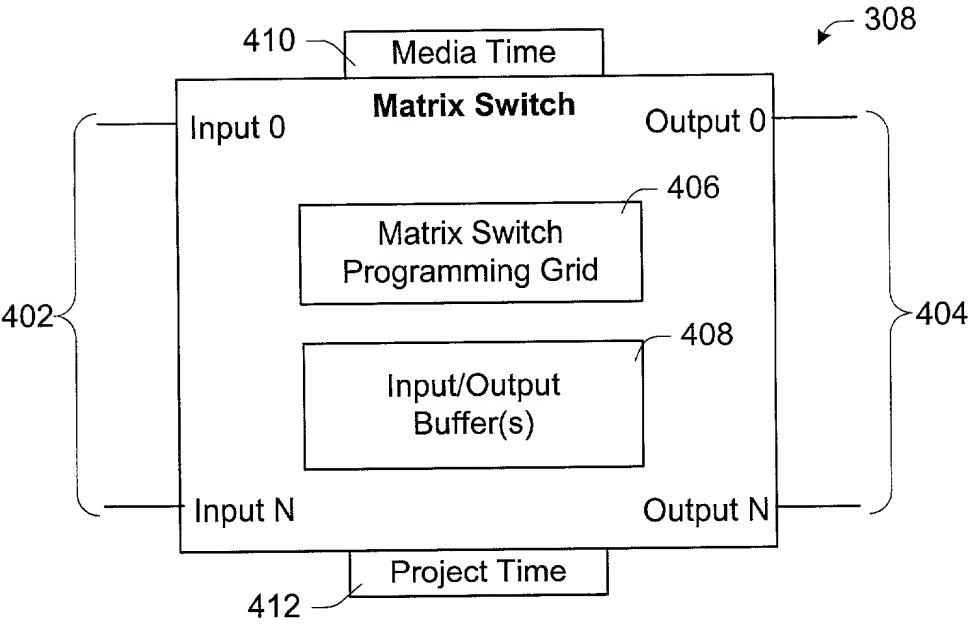 308
410
Media Time
Matrix Switch
Input 0
Output 0
406
Matrix Switch
Programming Grid
402
404
408
Input/Output
Buffer(s)
Input N
Output N
Project Time
412